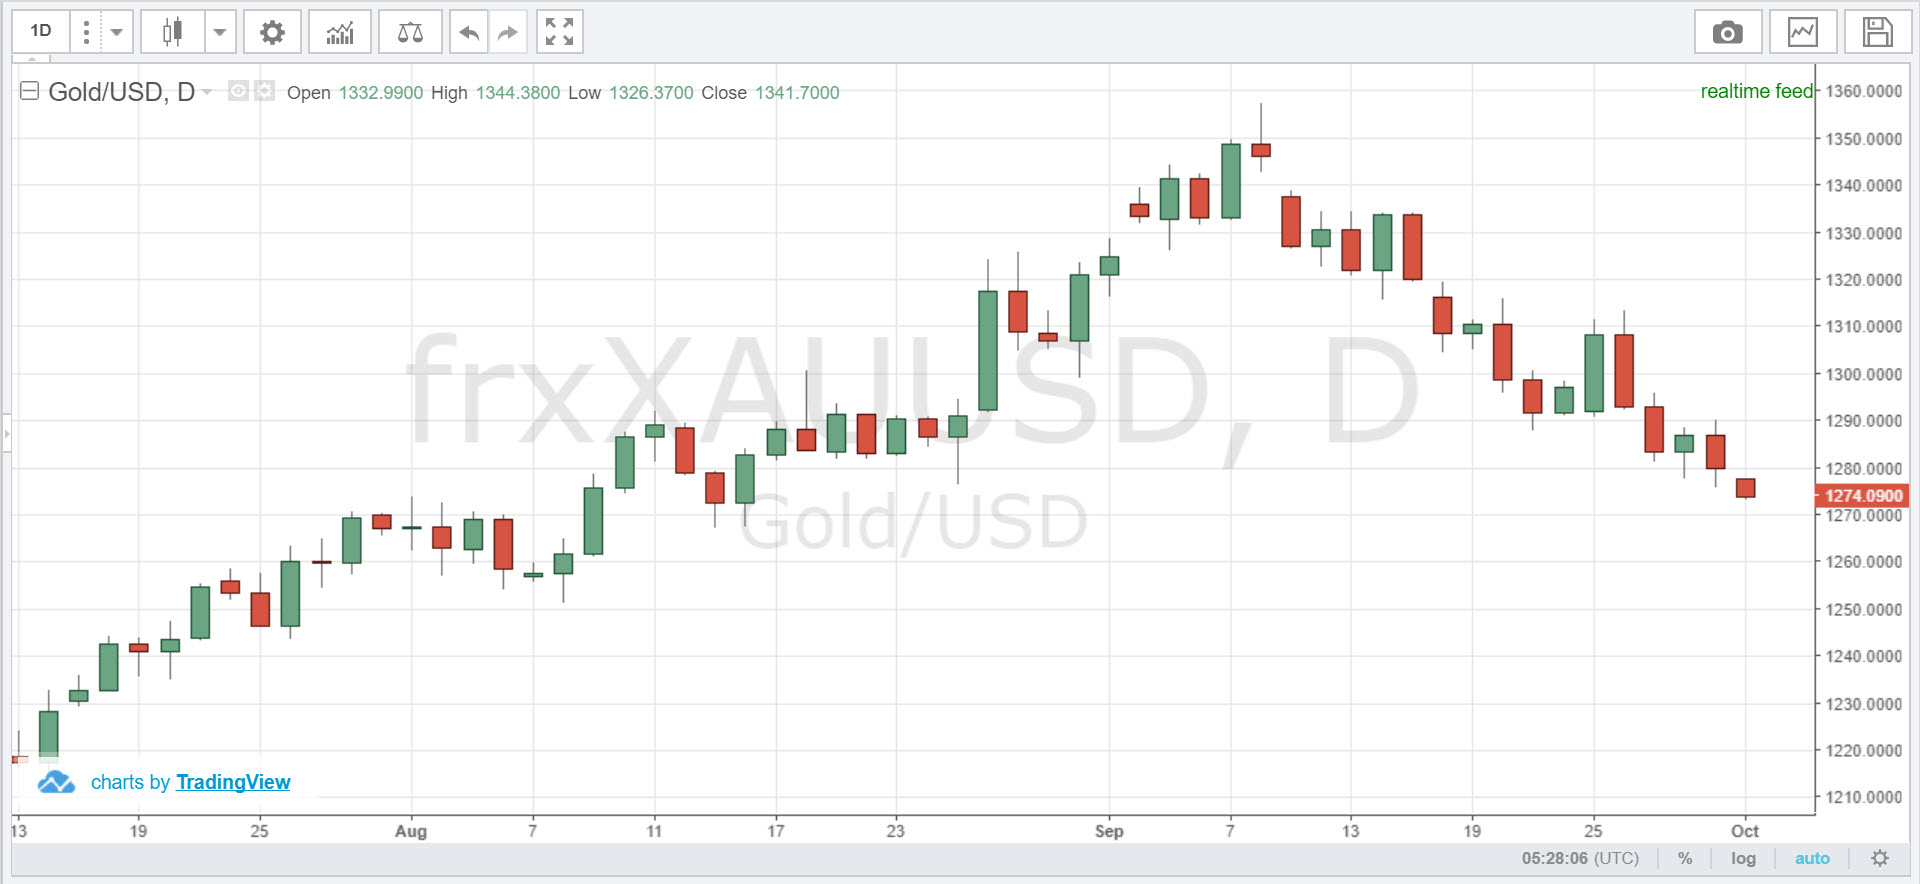 1D
Gold/USD, D Open 1332.9900 High 1344.3800 Low 1326.3700 Close 1341.7000
realtime feed
1360.0000
1350.0000
1340.0000
1330.0000
1320.0000
1310.0000
1300.0000
1290.0000
1280.0000
1274.0900
1270.0000
1260.0000
1250.0000
1240.0000
1230.0000
1220.0000
1210.0000
frxXAUUSD, D
Gold/USD
charts by TradingView
13 19 25 Aug 7 11 17 23 Sep 7 13 19 25 Oct
05:28:06 (UTC) % log auto